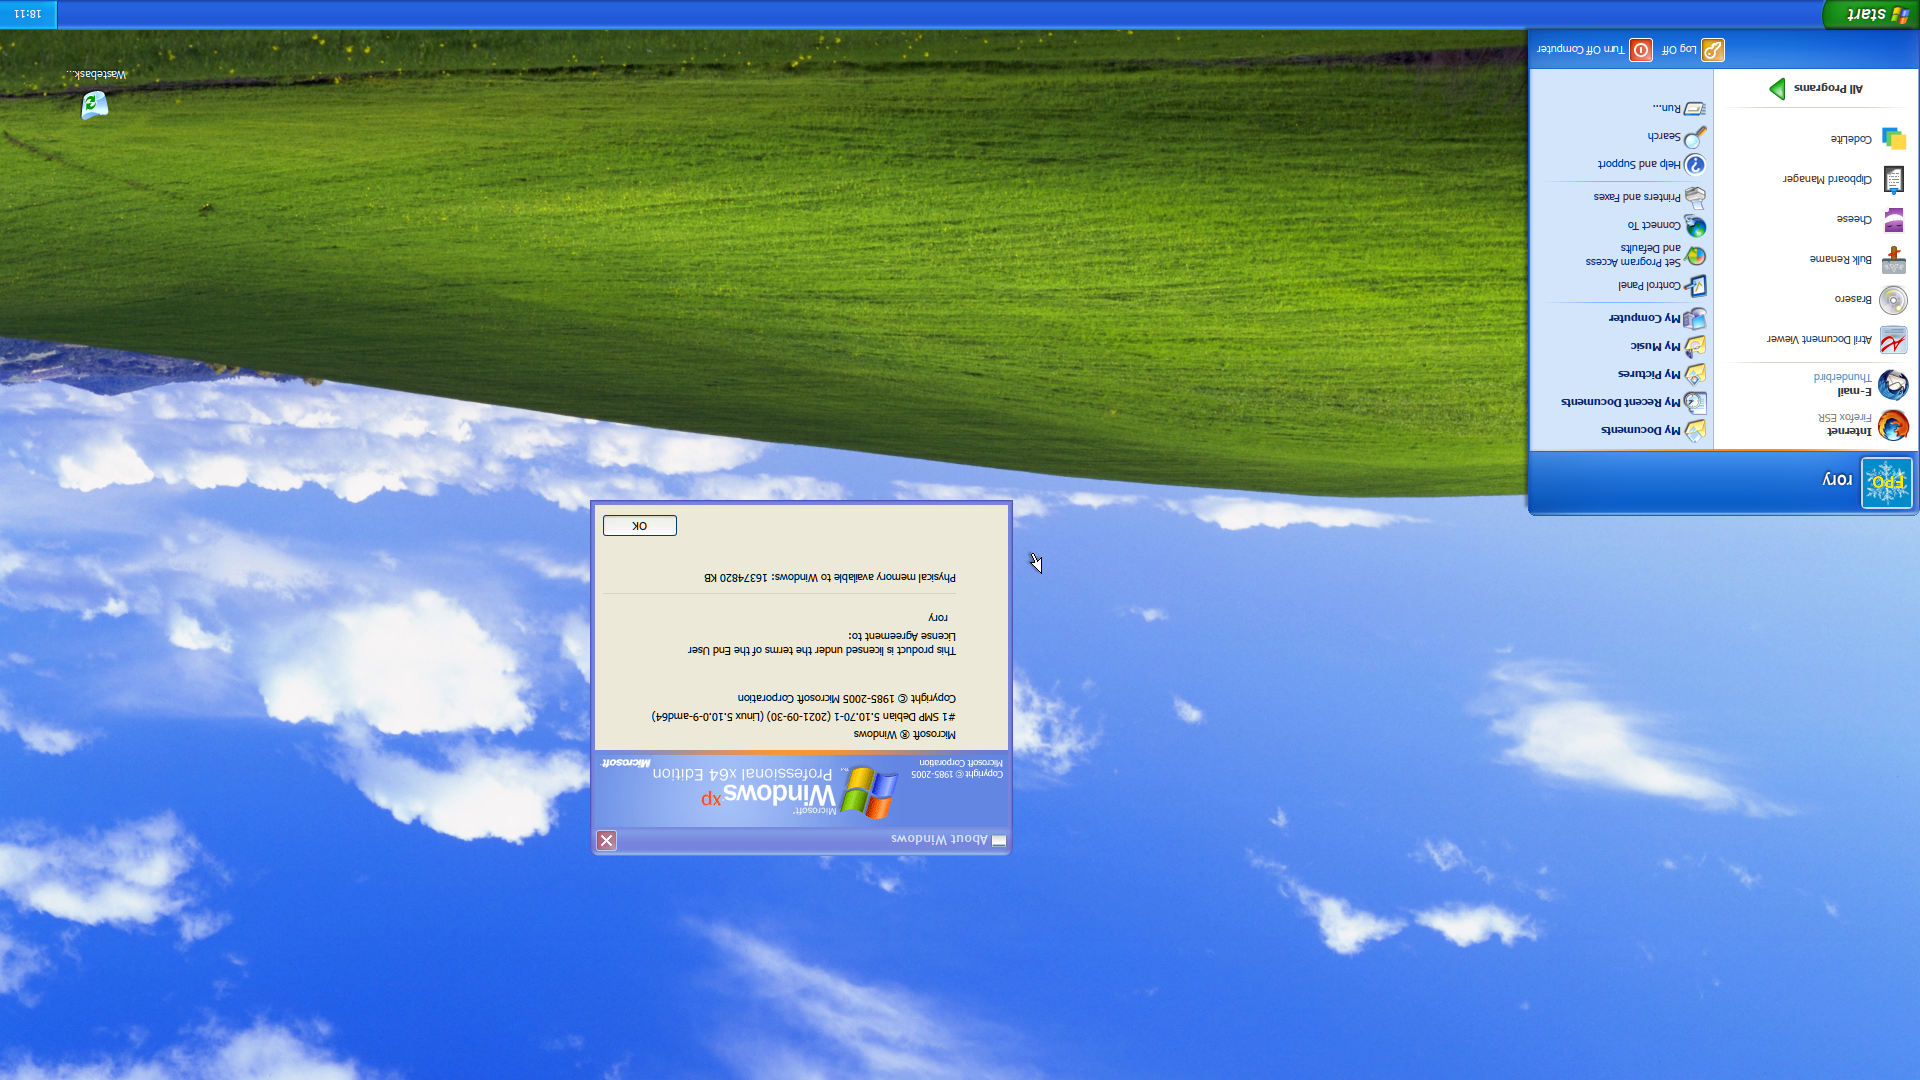 About Windows
Microsoft®
Windows xp
Professional x64 Edition
Copyright © 1985-2005
Microsoft Corporation
Microsoft®
Microsoft ® Windows
#1 SMP Debian 5.10.70-1 (2021-09-30) (Linux 5.10.0-9-amd64)
Copyright © 1985-2005 Microsoft Corporation
This product is licensed under the terms of the End User
License Agreement to:
rory
Physical memory available to Windows: 16374820 KB
OK
FPO
rory
Internet
Firefox ESR
E-mail
Thunderbird
Atril Document Viewer
Brasero
Bulk Rename
Cheese
Clipboard Manager
CodeLite
All Programs
My Documents
My Recent Documents
My Pictures
My Music
My Computer
Control Panel
Set Program Access
and Defaults
Connect To
Printers and Faxes
Help and Support
Search
Run...
Log Off
Turn Off Computer
Wastebask...
start
18:11